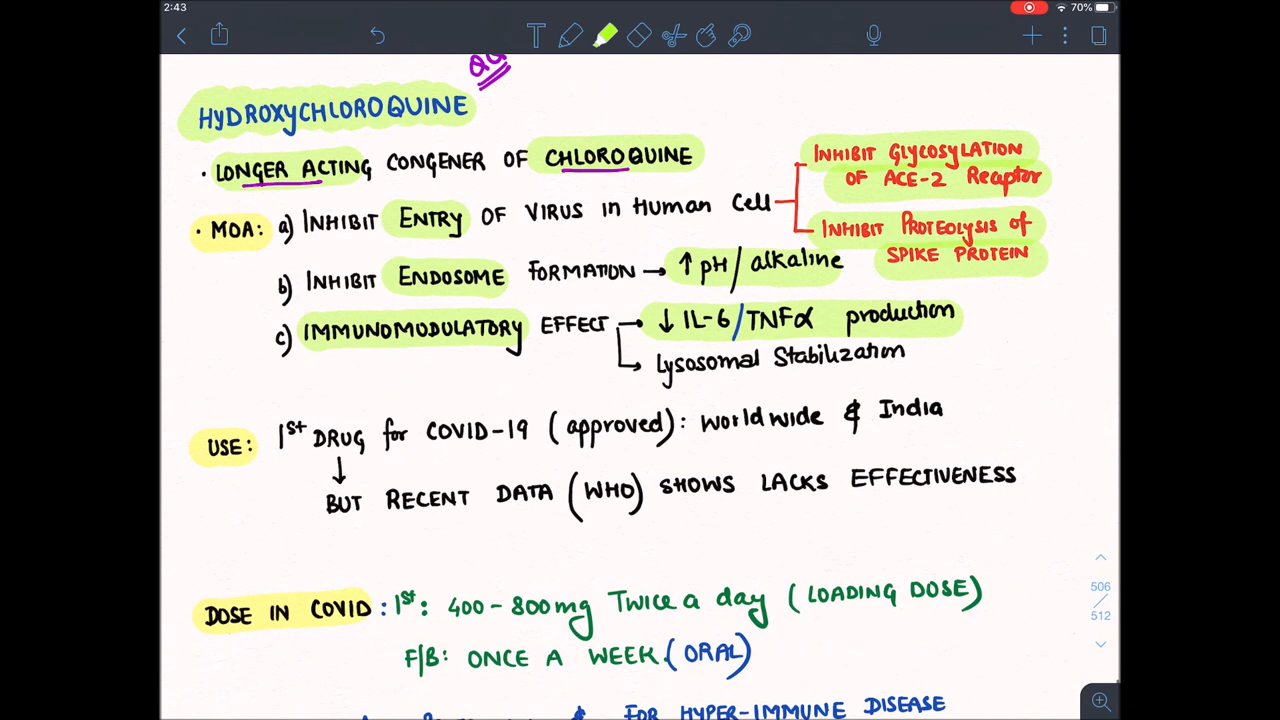 2:43
70%
HYDROXYCHLOROQUINE
• LONGER ACTING CONGENER OF CHLOROQUINE
INHIBIT GLYCOSYLATION
OF ACE-2 Reaptor
• MOA: a) INHIBIT ENTRY OF VIRUS in Human Cell
INHIBIT PROTEOLYSIS of
SPIKE PROTEIN
b) INHIBIT ENDOSOME FORMATION → ↑ pH / alkaline
c) IMMUNOMODULATORY EFFECT → ↓ IL-6/TNFα production
→ Lysosomal Stabilization
USE: 1st DRUG for COVID-19 (approved): worldwide & India
↓
BUT RECENT DATA (WHO) SHOWS LACKS EFFECTIVENESS
506
/
512
DOSE IN COVID: 1st: 400-800mg Twice a day (LOADING DOSE)
F/B: ONCE A WEEK (ORAL)
& FOR HYPER-IMMUNE DISEASE